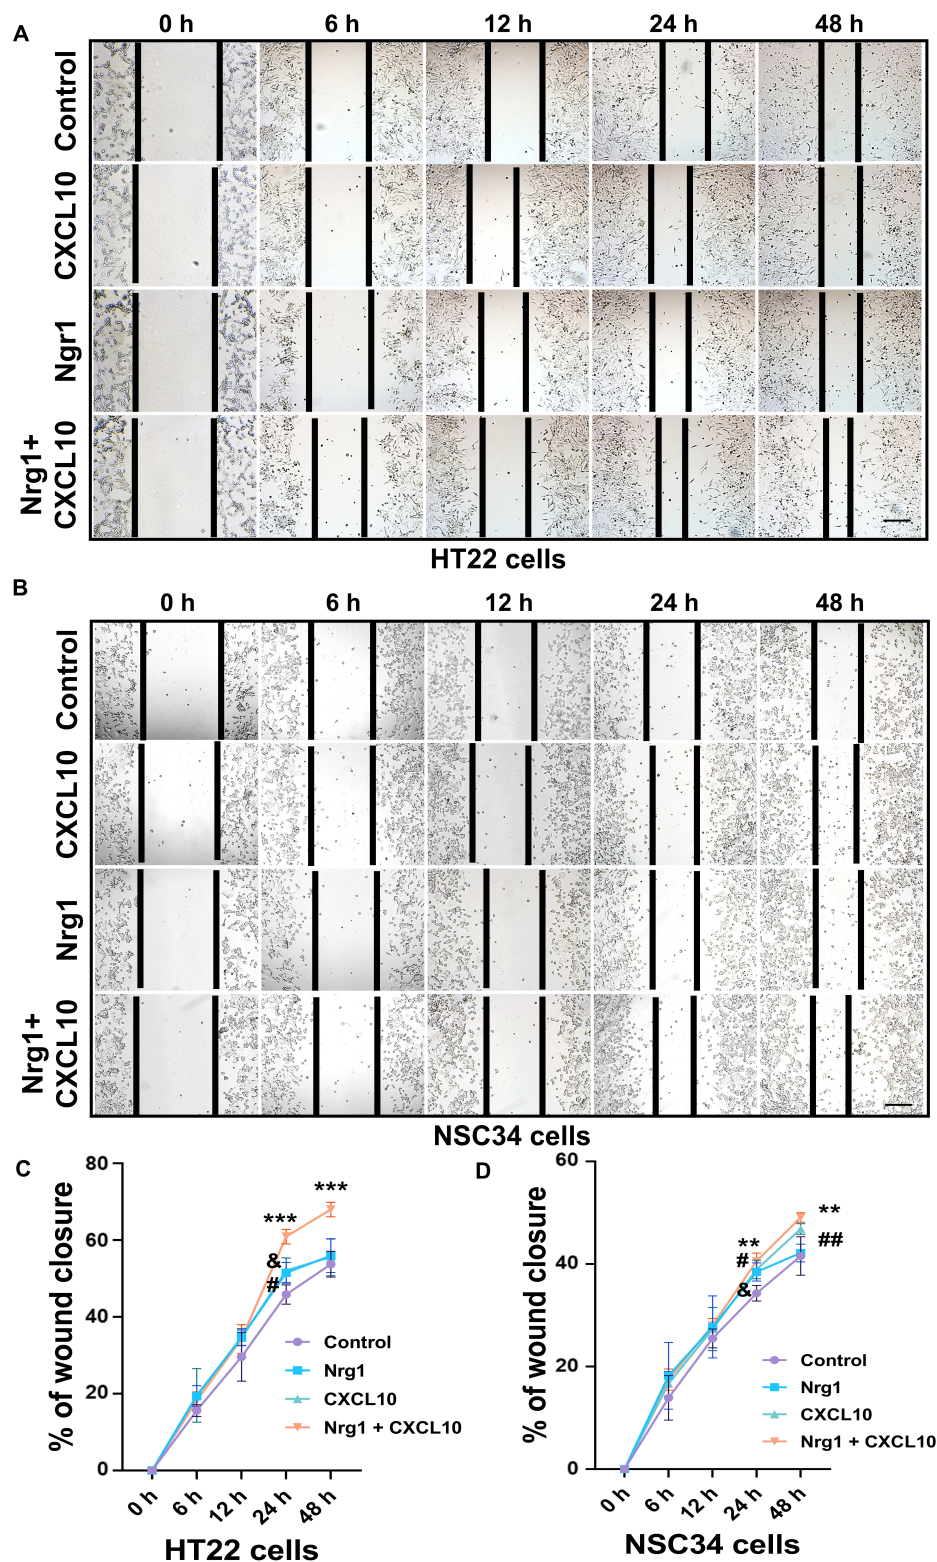 A
0 h 6 h 12 h 24 h 48 h
Control
CXCL10
Ngr1
Nrg1+
CXCL10
HT22 cells
B
0 h 6 h 12 h 24 h 48 h
Control
CXCL10
Nrg1
Nrg1+
CXCL10
NSC34 cells
C
% of wound closure
80
60
40
20
0
***
***
&
#
Control
Nrg1
CXCL10
Nrg1 + CXCL10
0 h 6 h 12 h 24 h 48 h
HT22 cells
D
% of wound closure
60
40
20
0
**
##
**
#
&
Control
Nrg1
CXCL10
Nrg1 + CXCL10
0 h 6 h 12 h 24 h 48 h
NSC34 cells